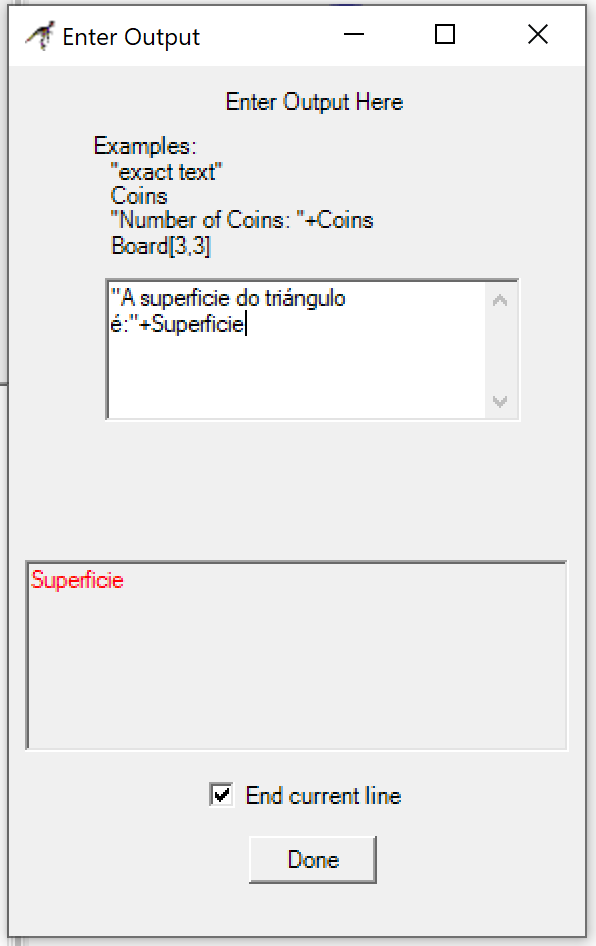 Enter Output
Enter Output Here
Examples:
"exact text"
Coins
"Number of Coins: "+Coins
Board[3,3]
"A superficie do triángulo
é:"+Superficie
Superficie
End current line
Done